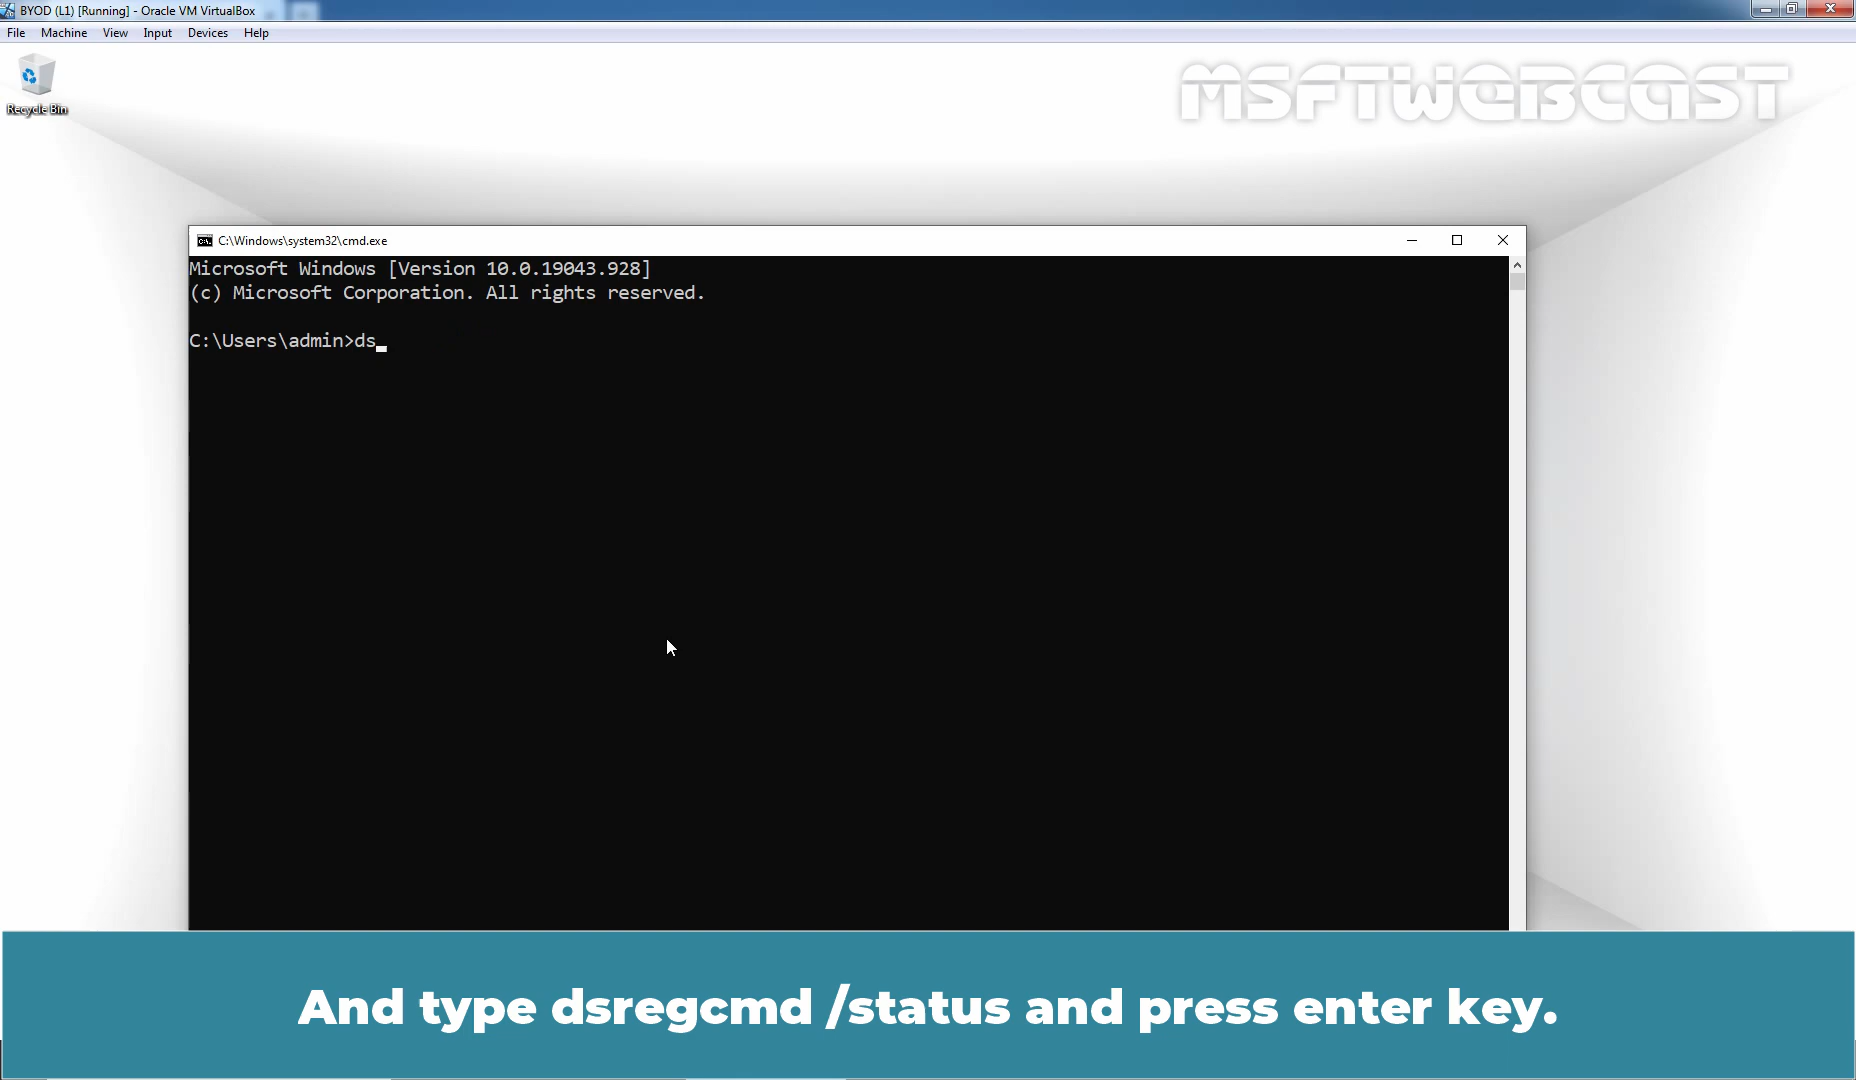 BYOD (L1) [Running] - Oracle VM VirtualBox
File Machine View Input Devices Help
Recycle Bin
MSFTWEBCAST
C:\Windows\system32\cmd.exe
Microsoft Windows [Version 10.0.19043.928]
(c) Microsoft Corporation. All rights reserved.
C:\Users\admin>ds_
And type dsregcmd /status and press enter key.